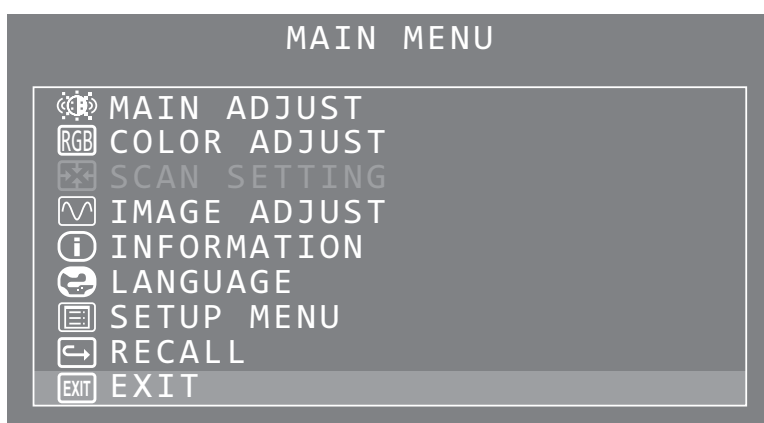 MAIN MENU
MAIN ADJUST
RGB COLOR ADJUST
SCAN SETTING
IMAGE ADJUST
INFORMATION
LANGUAGE
SETUP MENU
RECALL
EXIT EXIT